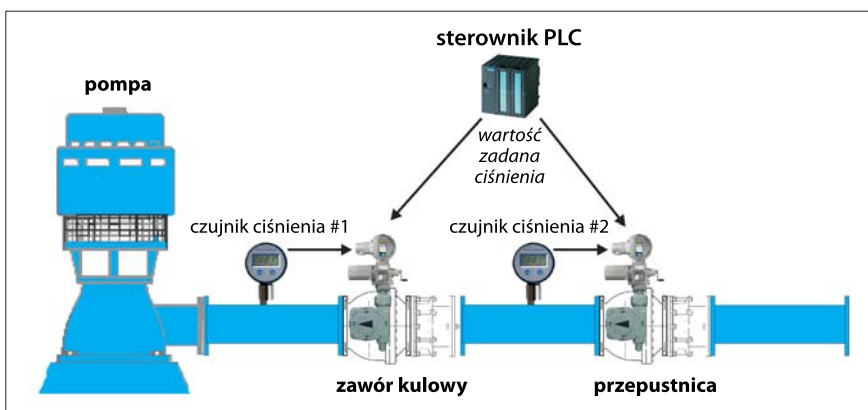 sterownik PLC
pompa
wartość
zadana
ciśnienia
czujnik ciśnienia #1
czujnik ciśnienia #2
zawór kulowy
przepustnica